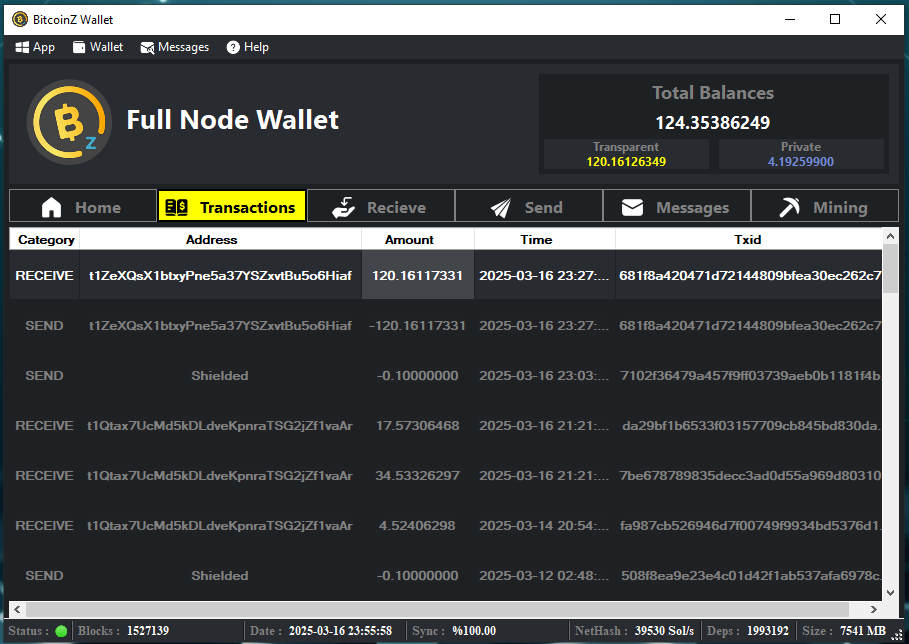 BitcoinZ Wallet
App Wallet Messages Help
Full Node Wallet
Total Balances
124.35386249
Transparent Private
120.16126349 4.19259900
Home Transactions Recieve Send Messages Mining
Category Address Amount Time Txid
RECEIVE t1ZeXQsX1btxyPne5a37YSZxvtBu5o6Hiaf 120.16117331 2025-03-16 23:27:... 681f8a420471d72144809bfea30ec262c7
SEND t1ZeXQsX1btxyPne5a37YSZxvtBu5o6Hiaf -120.16117331 2025-03-16 23:27:... 681f8a420471d72144809bfea30ec262c7
SEND Shielded -0.10000000 2025-03-16 23:03:... 7102f36479a457f9ff03739aeb0b1181f4b
RECEIVE t1Qtax7UcMd5kDLdveKpnraTSG2jZf1vaAr 17.57306468 2025-03-16 21:21:... da29bf1b6533f03157709cb845bd830da.
RECEIVE t1Qtax7UcMd5kDLdveKpnraTSG2jZf1vaAr 34.53326297 2025-03-16 21:21:... 7be678789835decc3ad0d55a969d80310
RECEIVE t1Qtax7UcMd5kDLdveKpnraTSG2jZf1vaAr 4.52406298 2025-03-14 20:54:... fa987cb526946d7f00749f9934bd5376d1.
SEND Shielded -0.10000000 2025-03-12 02:48:... 508f8ea9e23e4c01d42f1ab537afa6978c.
Status : Blocks : 1527139 Date : 2025-03-16 23:55:58 Sync : %100.00 NetHash : 39530 Sol/s Deps : 1993192 Size : 7541 MB